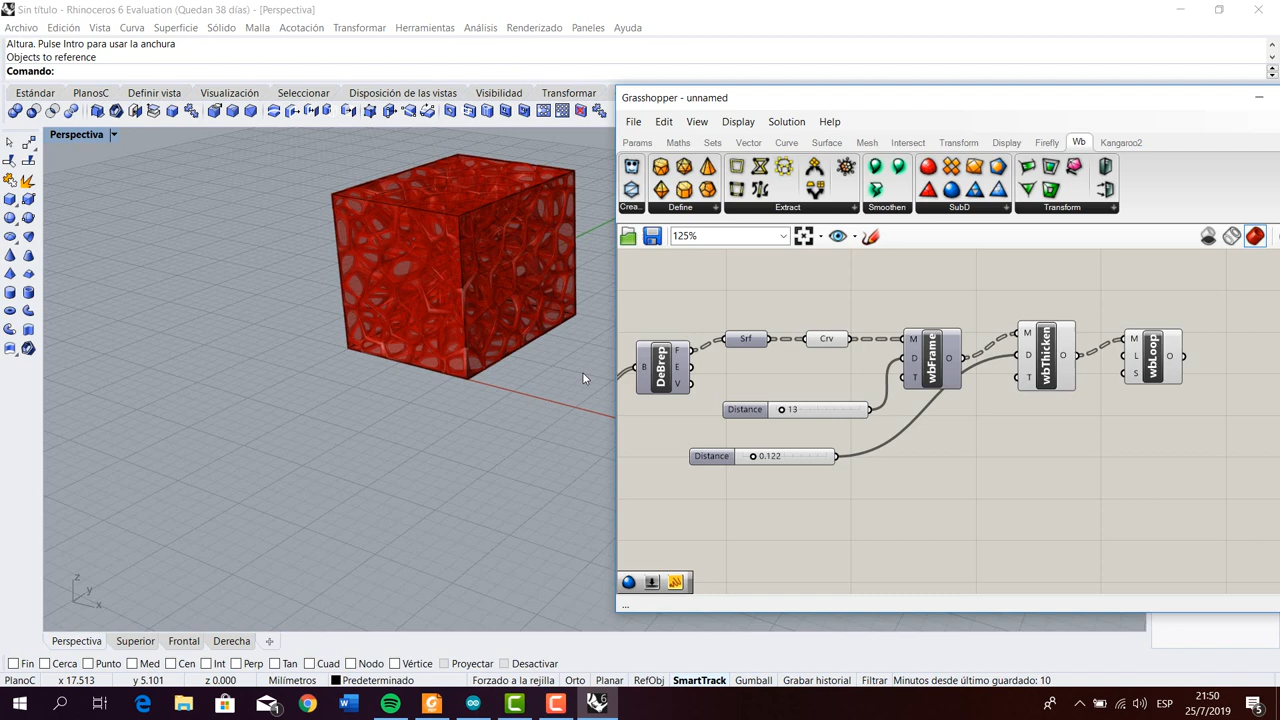 Sin título - Rhinoceros 6 Evaluation (Quedan 38 días) - [Perspectiva]
Archivo Edición Vista Curva Superficie Sólido Malla Acotación Transformar Herramientas Análisis Renderizado Paneles Ayuda
Altura. Pulse Intro para usar la anchura
Objects to reference
Comando:
Estándar PlanosC Definir vista Visualización Seleccionar Disposición de las vistas Visibilidad Transformar
Perspectiva
Grasshopper - unnamed
File Edit View Display Solution Help
Params Maths Sets Vector Curve Surface Mesh Intersect Transform Display Firefly Wb Kangaroo2
Crea... Define Extract Smoothen SubD Transform
125%
DeBrep
B
F
E
V
Srf
Crv
wbFrame
M
D
T
O
wbThicken
M
D
T
O
wbLoop
M
L
S
O
Distance 13
Distance 0.122
...
z
y
x
Perspectiva Superior Frontal Derecha
Fin Cerca Punto Med Cen Int Perp Tan Cuad Nodo Vértice Proyectar Desactivar
PlanoC x 17.513 y 5.101 z 0.000 Milímetros Predeterminado Forzado a la rejilla Orto Planar RefObj SmartTrack Gumball Grabar historial Filtrar Minutos desde último guardado: 10
ESP
21:50
25/7/2019